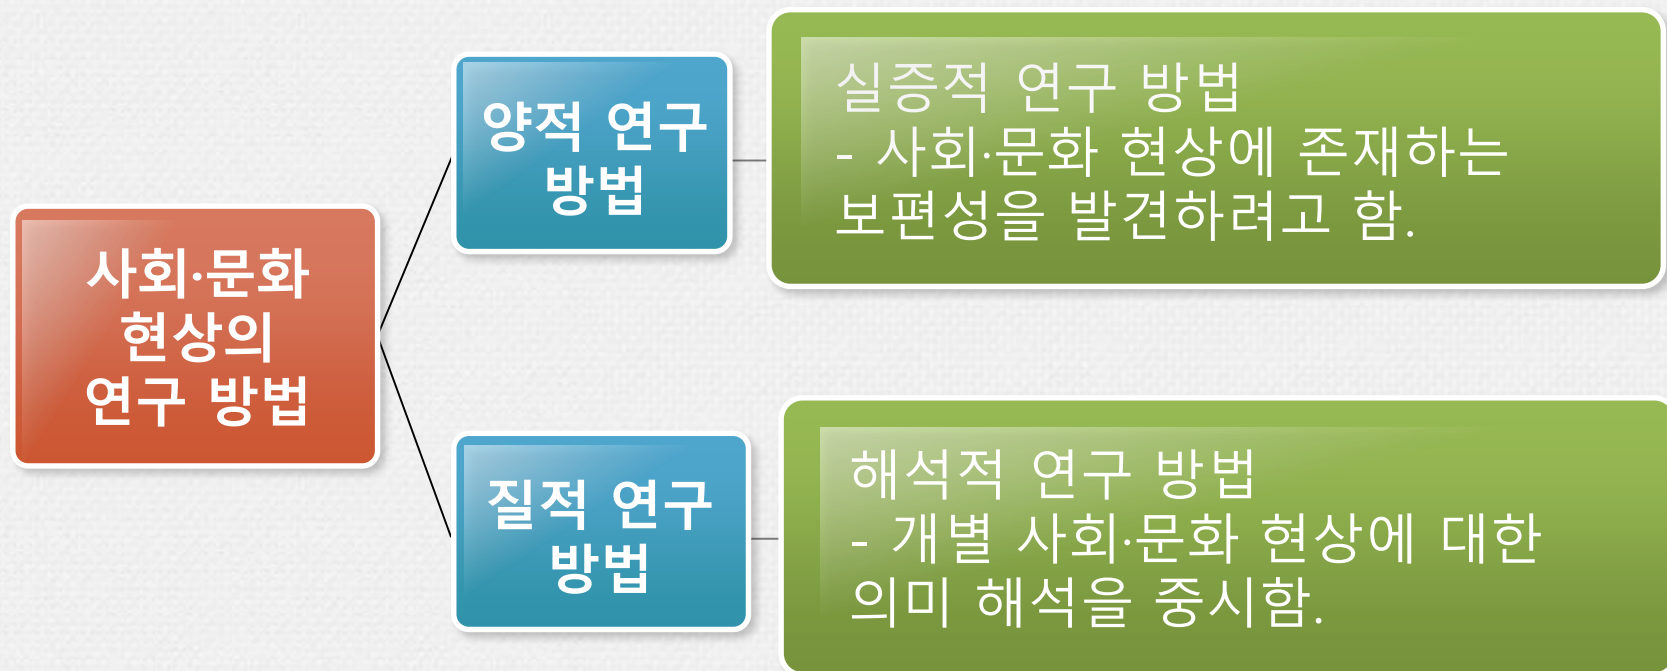 사회·문화
현상의
연구 방법
양적 연구
방법
실증적 연구 방법
- 사회·문화 현상에 존재하는
보편성을 발견하려고 함.
질적 연구
방법
해석적 연구 방법
- 개별 사회·문화 현상에 대한
의미 해석을 중시함.